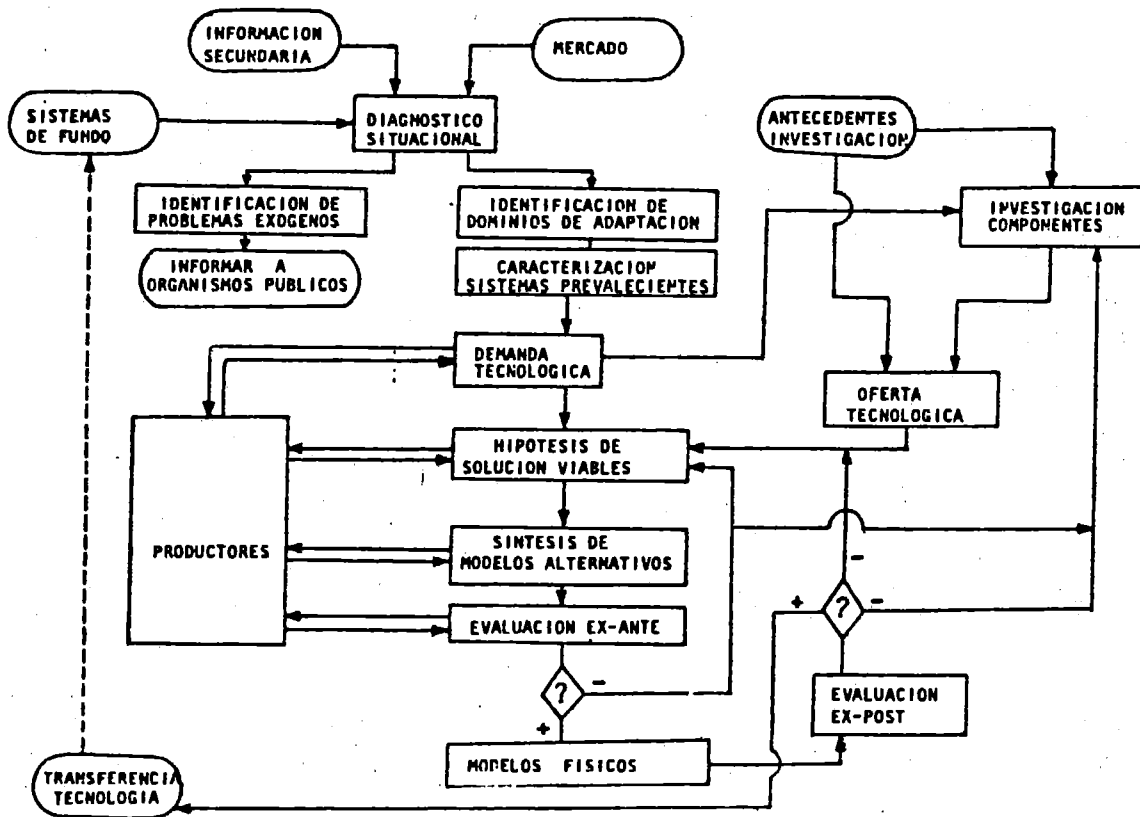 INFORMACION
SECUNDARIA
MERCADO
SISTEMAS
DE FUNDO
DIAGNOSTICO
SITUACIONAL
ANTECEDENTES
INVESTIGACION
IDENTIFICACION DE
PROBLEMAS EXOGENOS
IDENTIFICACION DE
DOMINIOS DE ADAPTACION
INVESTIGACION
COMPONENTES
INFORMAR A
ORGANISMOS PUBLICOS
CARACTERIZACION
SISTEMAS PREVALECIENTES
DEMANDA
TECNOLOGICA
OFERTA
TECNOLOGICA
HIPOTESIS DE
SOLUCION VIABLES
PRODUCTORES
SINTESIS DE
MODELOS ALTERNATIVOS
-
+
?
-
EVALUACION EX-ANTE
?
-
+
EVALUACION
EX-POST
MODELOS FISICOS
TRANSFERENCIA
TECNOLOGIA